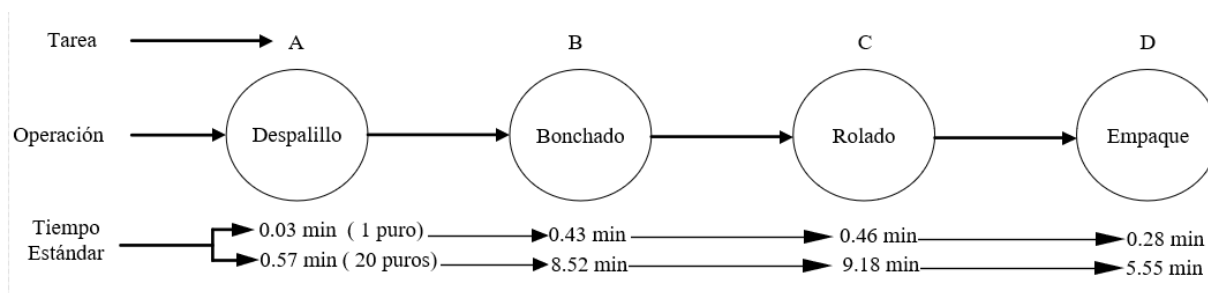 Tarea A B C D
Operación Despalillo Bonchado Rolado Empaque
Tiempo
Estándar
0.03 min ( 1 puro) 0.43 min 0.46 min 0.28 min
0.57 min ( 20 puros) 8.52 min 9.18 min 5.55 min